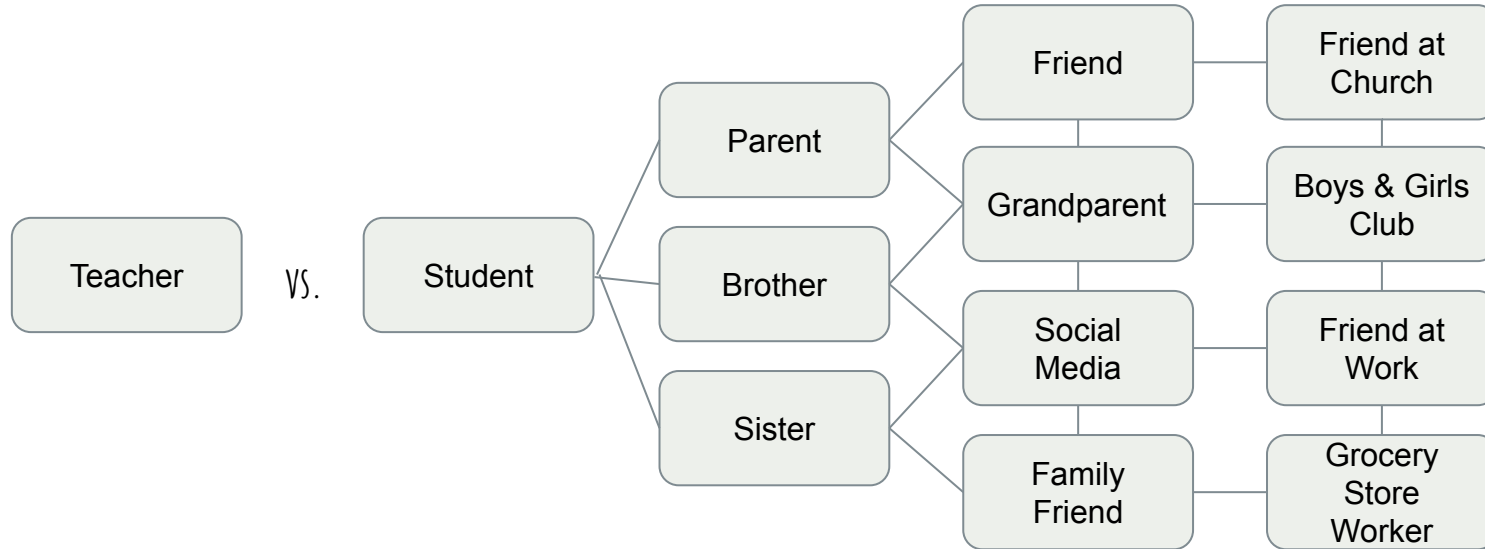 Teacher
vs.
Student
Parent
Brother
Sister
Friend
Grandparent
Social
Media
Family
Friend
Friend at
Church
Boys & Girls
Club
Friend at
Work
Grocery
Store
Worker